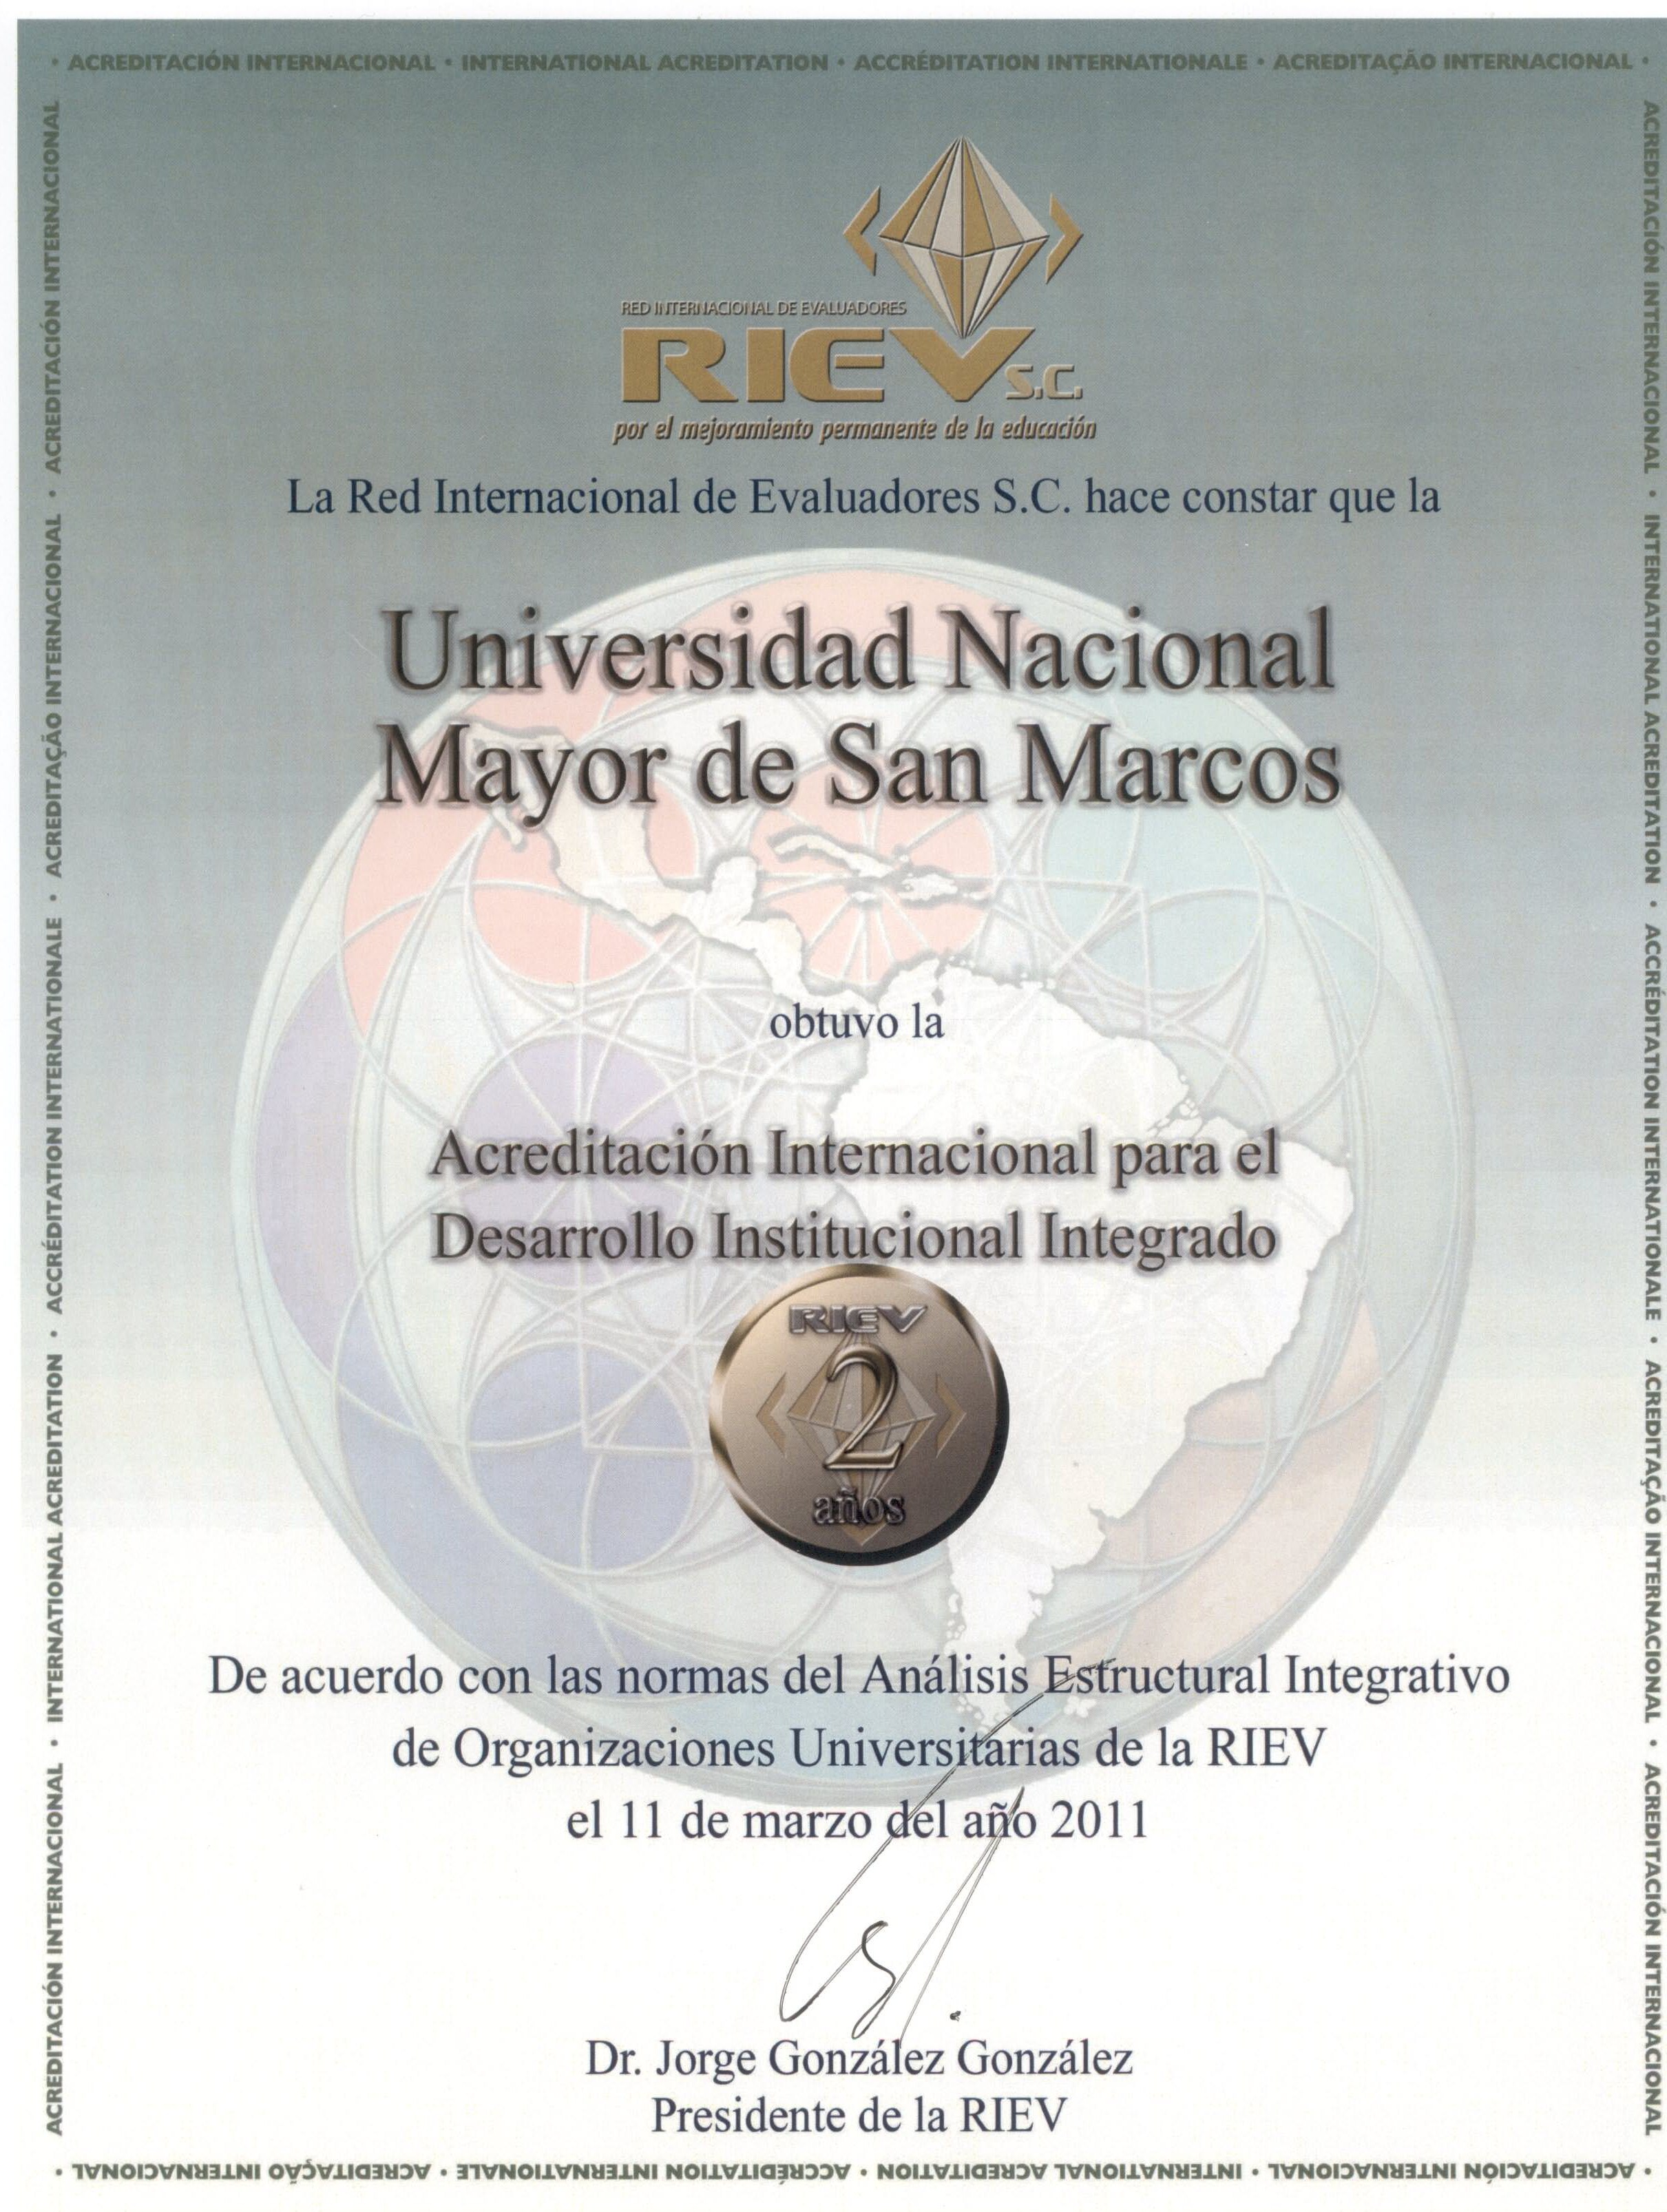 • ACREDITACIÓN INTERNACIONAL • INTERNATIONAL ACREDITATION • ACCRÉDITATION INTERNATIONALE • ACREDITAÇÃO INTERNACIONAL •
ACREDITACIÓN INTERNACIONAL • INTERNATIONAL ACREDITATION • ACCRÉDITATION INTERNATIONALE • ACREDITAÇÃO INTERNACIONAL • ACREDITACIÓN INTERNACIONAL
ACREDITACIÓN INTERNACIONAL • INTERNATIONAL ACREDITATION • ACCRÉDITATION INTERNATIONALE • ACREDITAÇÃO INTERNACIONAL • ACREDITACIÓN INTERNACIONAL
RED INTERNACIONAL DE EVALUADORES
RIEV S.C.
por el mejoramiento permanente de la educación
La Red Internacional de Evaluadores S.C. hace constar que la
Universidad Nacional
Mayor de San Marcos
obtuvo la
Acreditación Internacional para el
Desarrollo Institucional Integrado
RIEV
2
años
De acuerdo con las normas del Análisis Estructural Integrativo
de Organizaciones Universitarias de la RIEV
el 11 de marzo del año 2011
Dr. Jorge González González
Presidente de la RIEV
• ACREDITACIÓN INTERNACIONAL • INTERNATIONAL ACREDITATION • ACCRÉDITATION INTERNATIONALE • ACREDITAÇÃO INTERNACIONAL •